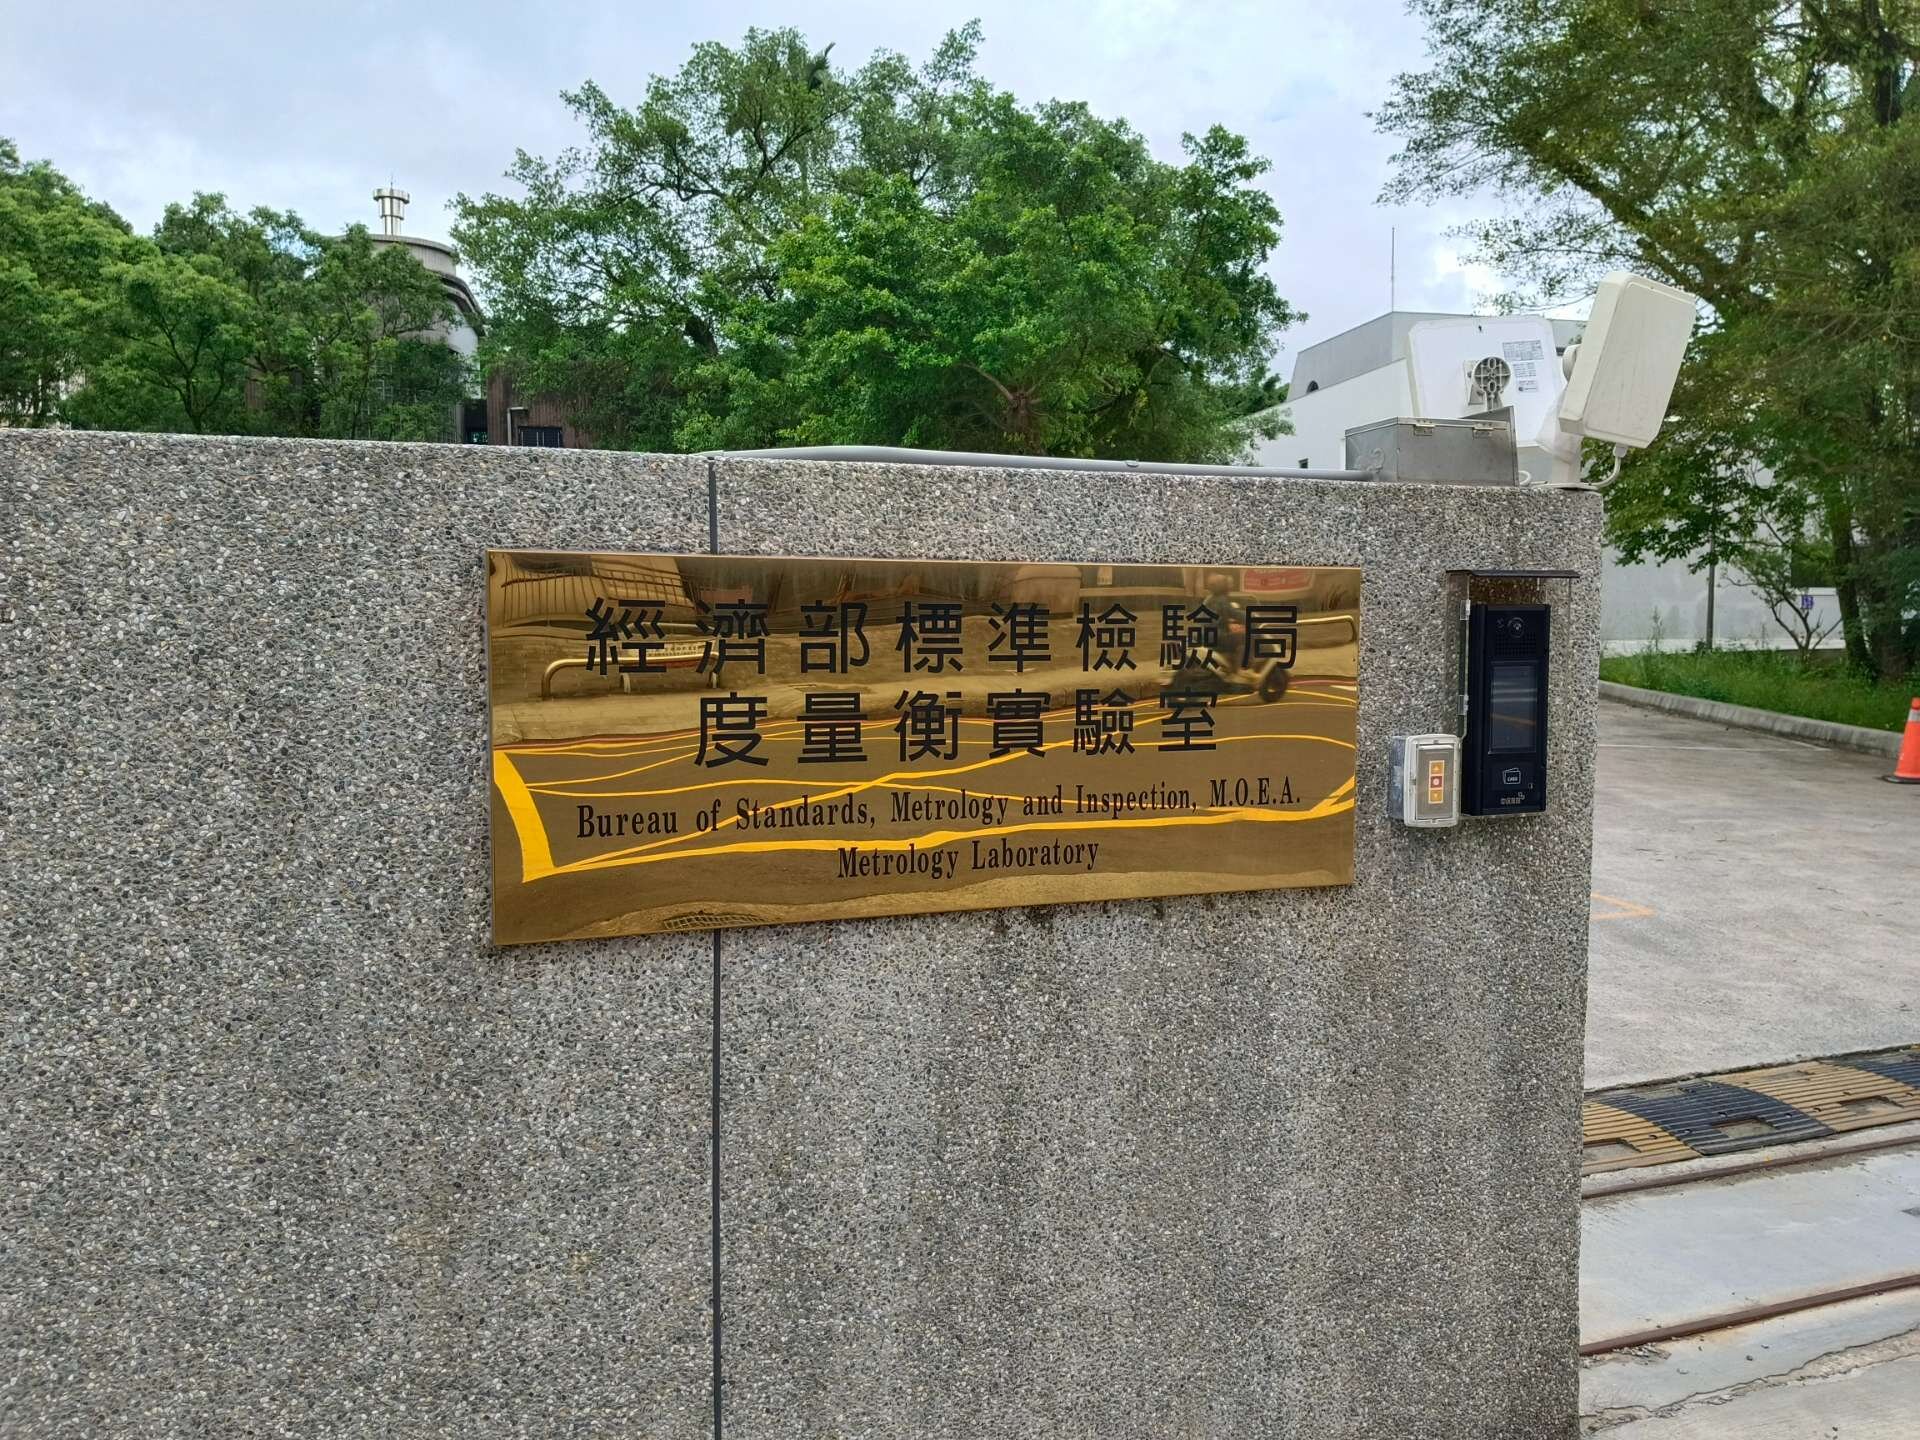 經濟部標準檢驗局
度量衡實驗室
Bureau of Standards, Metrology and Inspection, M.O.E.A.
Metrology Laboratory